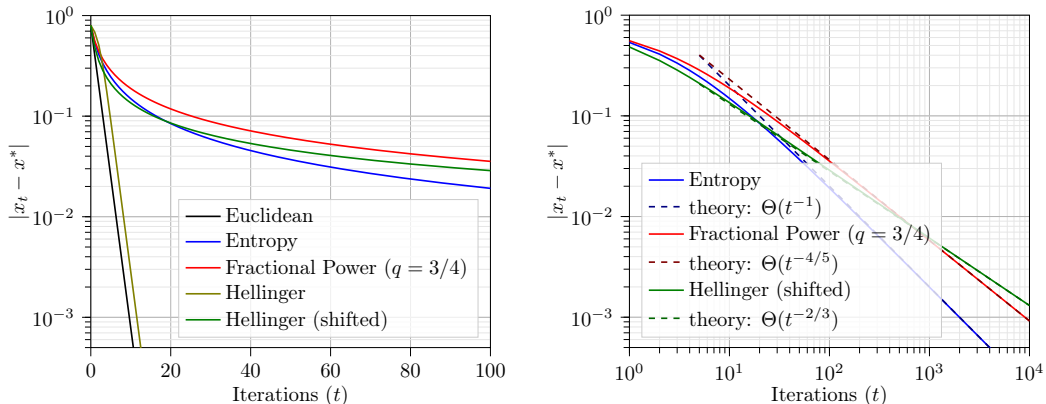 10^0
10^{-1}
10^{-2}
10^{-3}
|x_t − x^*|
0 20 40 60 80 100
Iterations (t)
Euclidean
Entropy
Fractional Power (q = 3/4)
Hellinger
Hellinger (shifted)
10^0
10^{-1}
10^{-2}
10^{-3}
|x_t − x^*|
10^0 10^1 10^2 10^3 10^4
Iterations (t)
Entropy
theory: Θ(t^{-1})
Fractional Power (q = 3/4)
theory: Θ(t^{-4/5})
Hellinger (shifted)
theory: Θ(t^{-2/3})